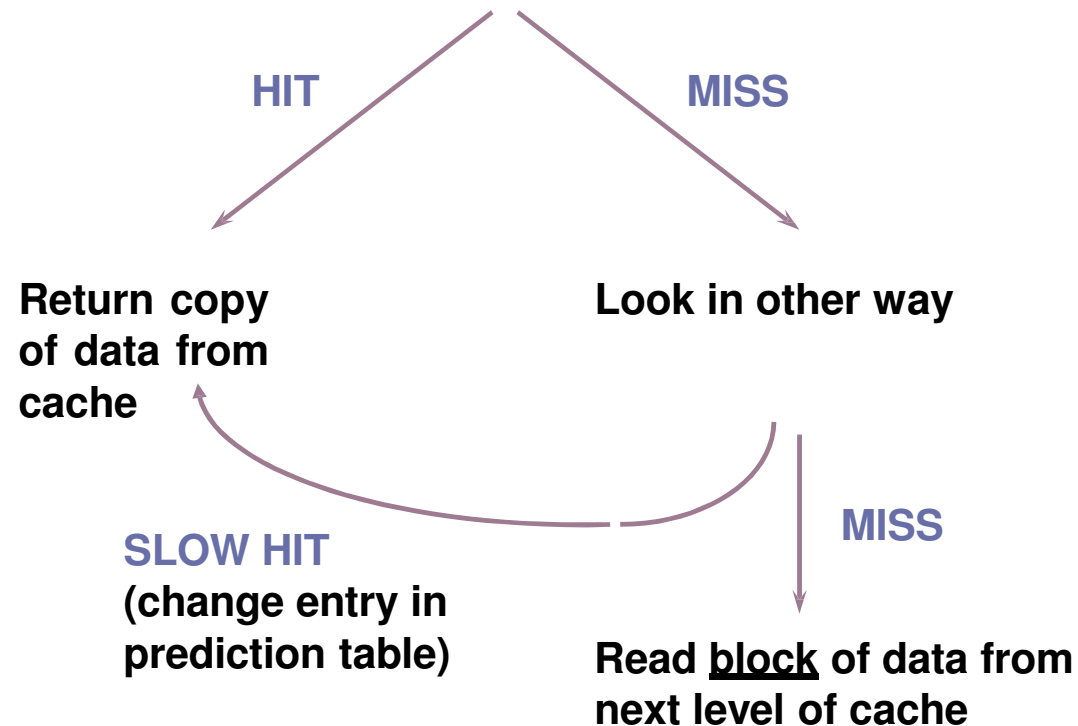 HIT
MISS
Return copy
of data from
cache
Look in other way
SLOW HIT
(change entry in
prediction table)
MISS
Read block of data from
next level of cache